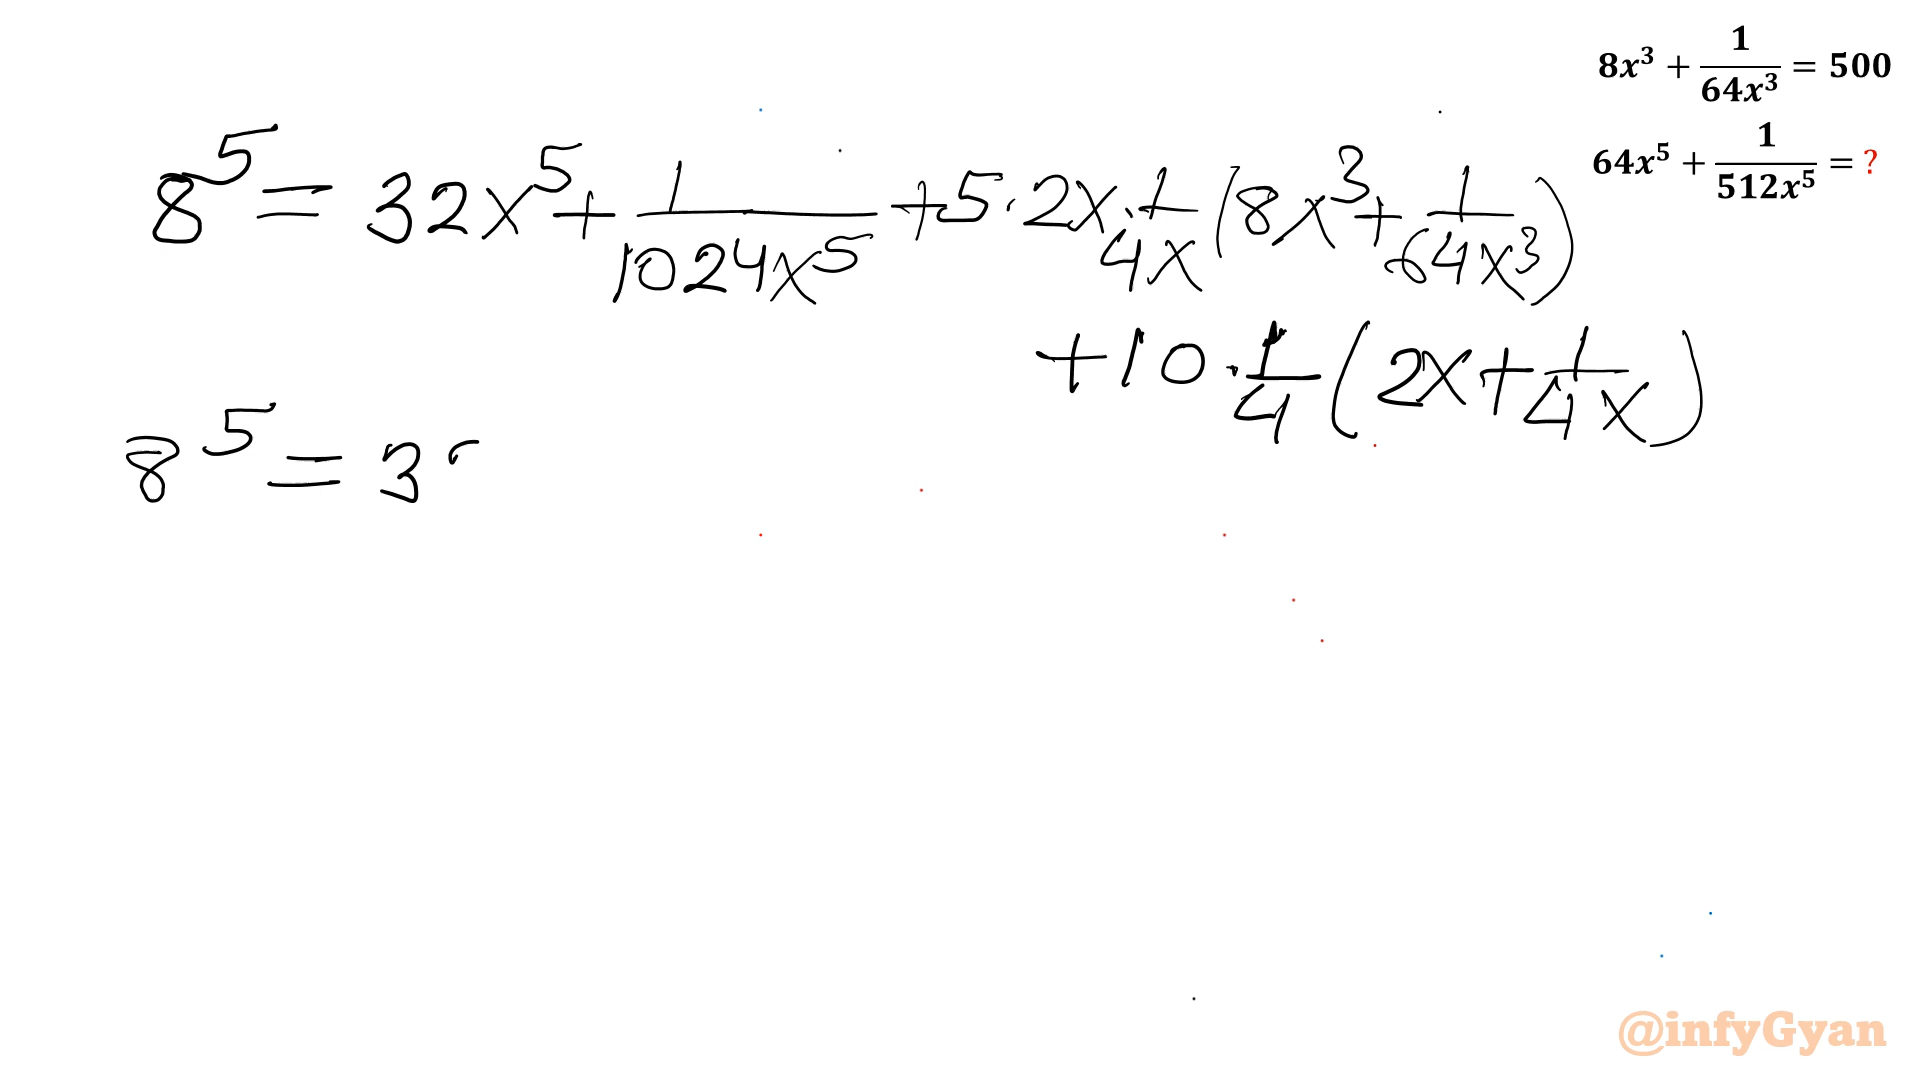 8x³ + 1/(64x³) = 500
64x⁵ + 1/(512x⁵) = ?
8⁵ = 32x⁵ + 1/(1024x⁵) + 5·2x·1/(4x) (8x³ + 1/(64x³))
+ 10·1/4 (2x + 1/(4x))
8⁵ = 3
@infyGyan